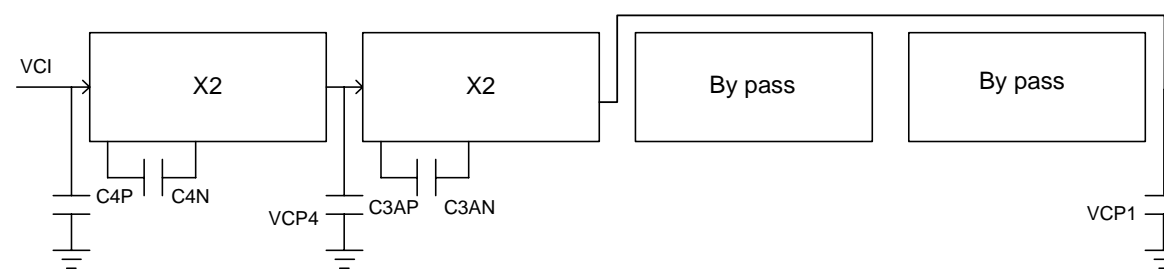 VCI
X2
X2
By pass
By pass
C4P
C4N
VCP4
C3AP
C3AN
VCP1